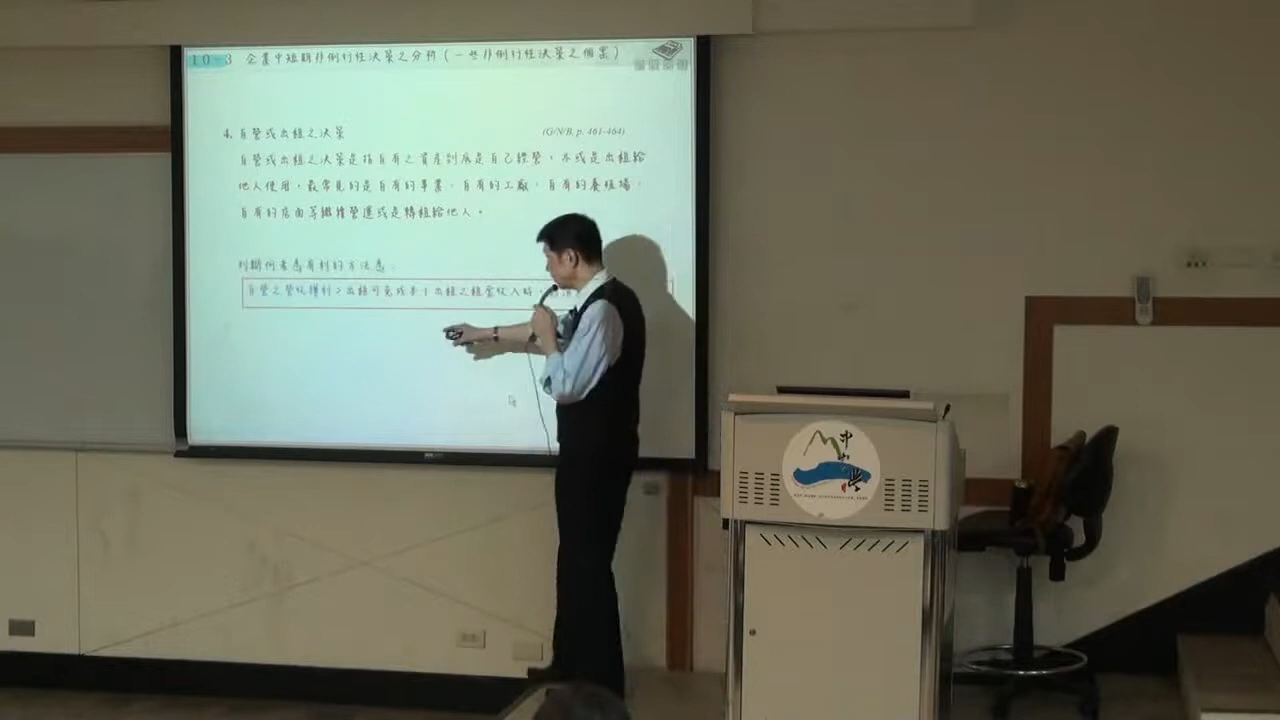 10-3 企業中短期非例行性決策之分析(一些非例行性決策之個案)
4. 自營或出租之決策 (G/N/B, p. 461-464)
自營或出租之決策是指自有之資產到底是自己經營,亦或是出租給
他人使用,最常見的是自有的事業、自有的工廠、自有的養殖場、
自有的店面等繼續營運或是轉租給他人。
判斷何者為有利的方法為:
自營之營收獲利>出租可免成本+出租之租金收入時,
中山大學